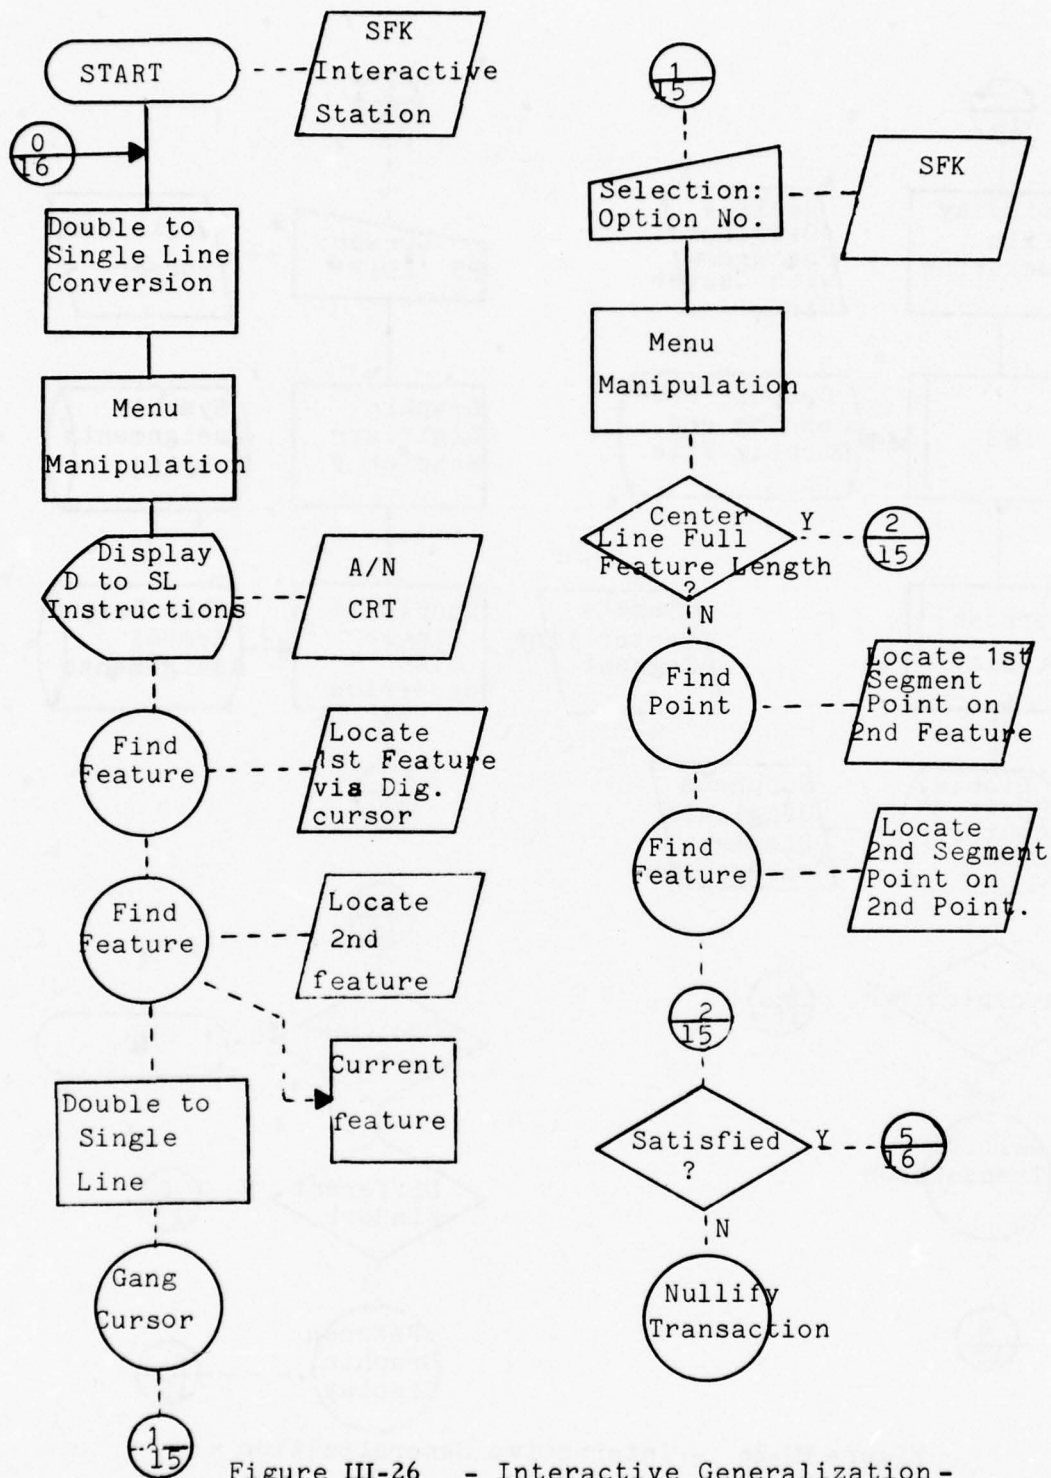 START
SFK
Interactive
Station
0
16
Double to
Single Line
Conversion
Menu
Manipulation
Display
D to SL
Instructions
A/N
CRT
Find
Feature
Locate
1st Feature
via Dig.
cursor
Find
Feature
Locate
2nd
feature
Current
feature
Double to
Single
Line
Gang
Cursor
1
15
1
15
Selection:
Option No.
SFK
Menu
Manipulation
Center
Line Full
Feature Length
?
Y
2
15
N
Find
Point
Locate 1st
Segment
Point on
2nd Feature
Find
Feature
Locate
2nd Segment
Point on
2nd Point.
2
15
Satisfied
?
Y
5
16
N
Nullify
Transaction
Figure III-26 - Interactive Generalization-